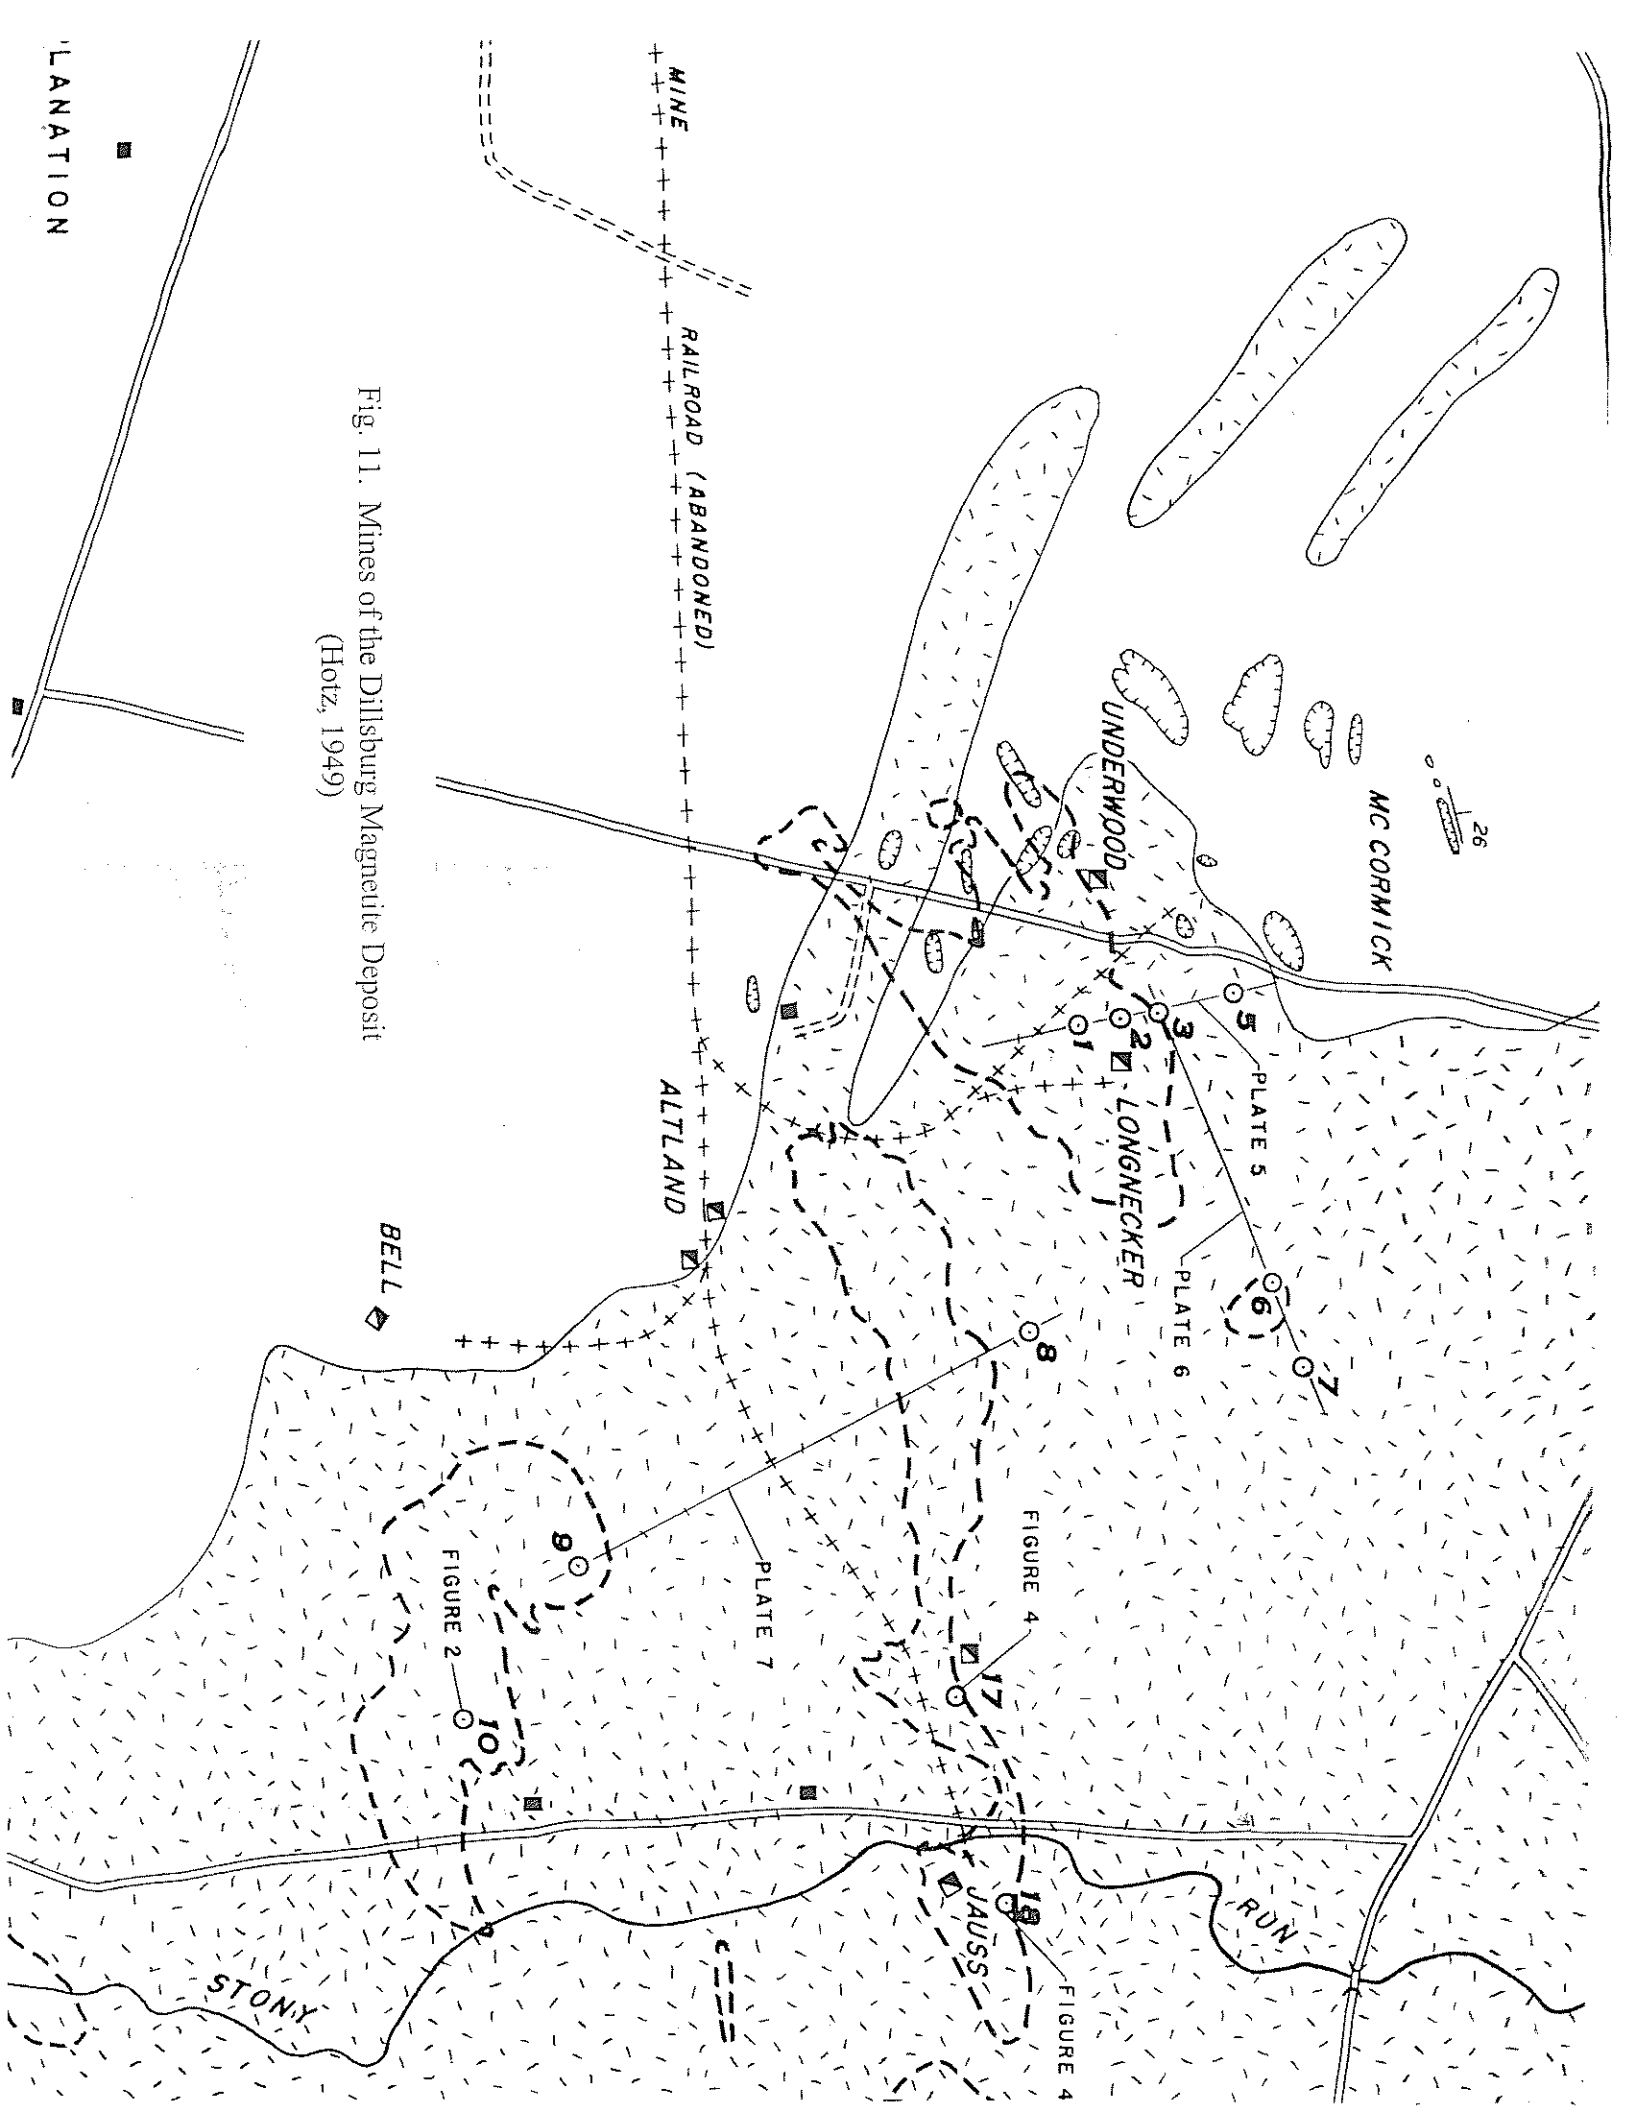 'LANATION
MINE
RAILROAD (ABANDONED)
Fig. 11. Mines of the Dillsburg Magnetite Deposit
(Hotz, 1949)
UNDERWOOD
MC CORMICK
26
5
3
2
1
LONGNECKER
PLATE 5
PLATE 6
6
7
8
ALTLAND
BELL
9
PLATE 7
FIGURE 4
17
FIGURE 2
10
18
JAUSS
FIGURE 4
RUN
STONY